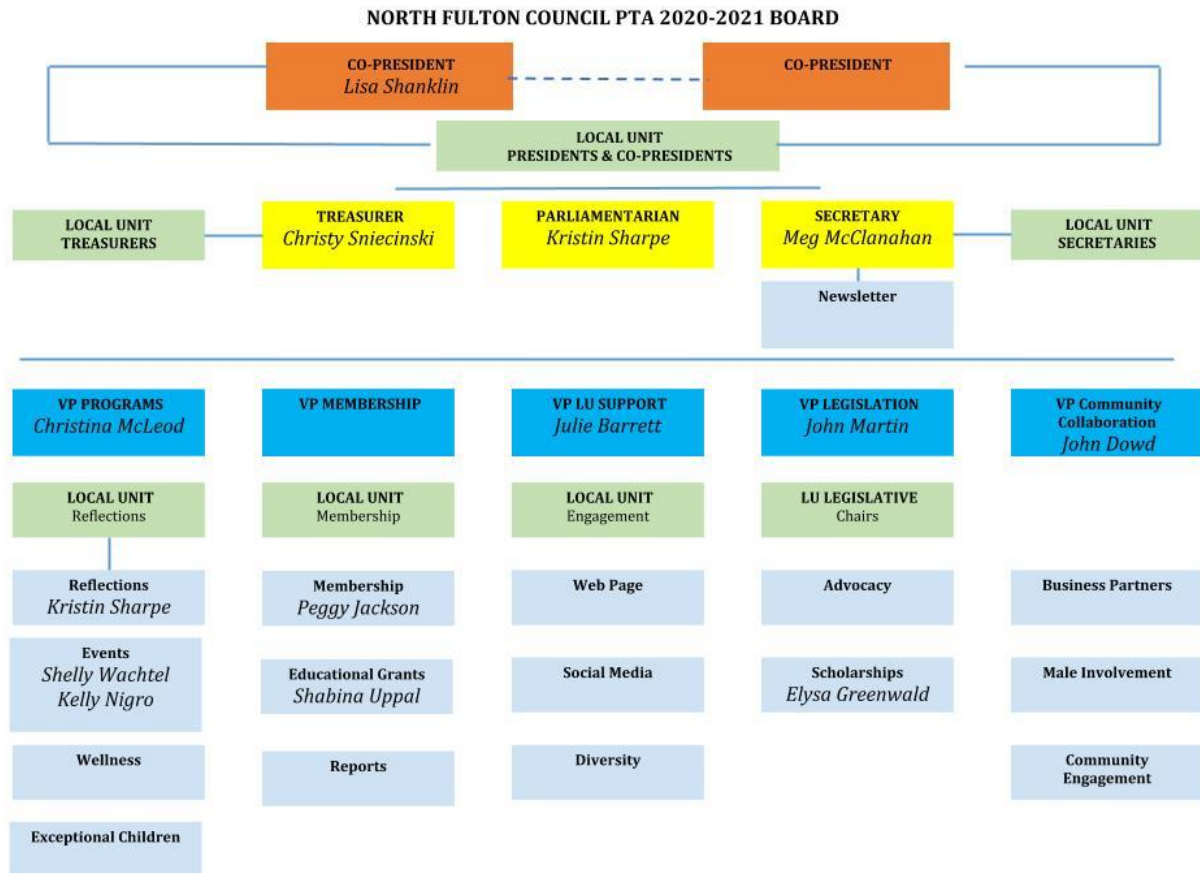 NORTH FULTON COUNCIL PTA 2020-2021 BOARD
CO-PRESIDENT
Lisa Shanklin
CO-PRESIDENT
LOCAL UNIT
PRESIDENTS & CO-PRESIDENTS
LOCAL UNIT
TREASURERS
TREASURER
Christy Sniecinski
PARLIAMENTARIAN
Kristin Sharpe
SECRETARY
Meg McClanahan
LOCAL UNIT
SECRETARIES
Newsletter
VP PROGRAMS
Christina McLeod
VP MEMBERSHIP
VP LU SUPPORT
Julie Barrett
VP LEGISLATION
John Martin
VP Community
Collaboration
John Dowd
LOCAL UNIT
Reflections
LOCAL UNIT
Membership
LOCAL UNIT
Engagement
LU LEGISLATIVE
Chairs
Reflections
Kristin Sharpe
Membership
Peggy Jackson
Web Page
Advocacy
Business Partners
Events
Shelly Wachtel
Kelly Nigro
Educational Grants
Shabina Uppal
Social Media
Scholarships
Elysa Greenwald
Male Involvement
Wellness
Reports
Diversity
Community
Engagement
Exceptional Children